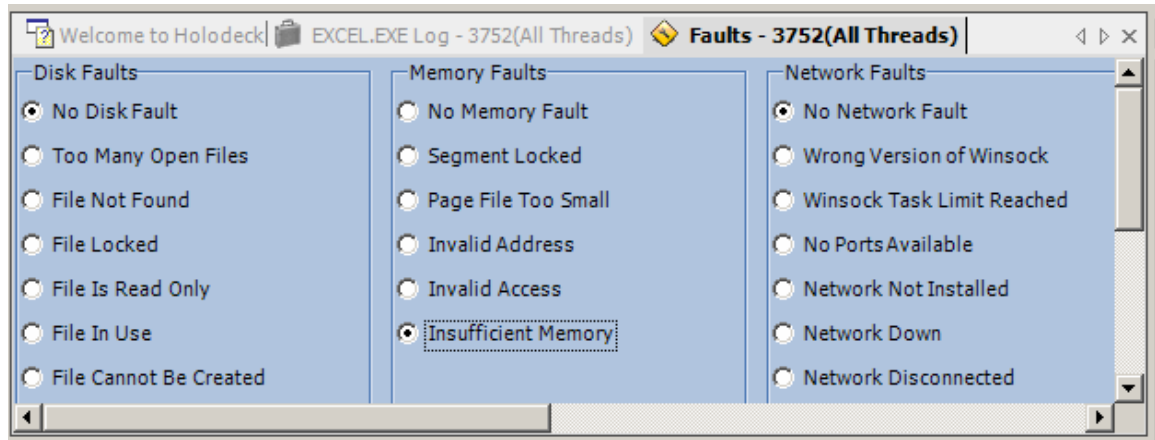 Welcome to Holodeck EXCEL.EXE Log - 3752(All Threads) Faults - 3752(All Threads)
Disk Faults
No Disk Fault
Too Many Open Files
File Not Found
File Locked
File Is Read Only
File In Use
File Cannot Be Created
Memory Faults
No Memory Fault
Segment Locked
Page File Too Small
Invalid Address
Invalid Access
Insufficient Memory
Network Faults
No Network Fault
Wrong Version of Winsock
Winsock Task Limit Reached
No Ports Available
Network Not Installed
Network Down
Network Disconnected